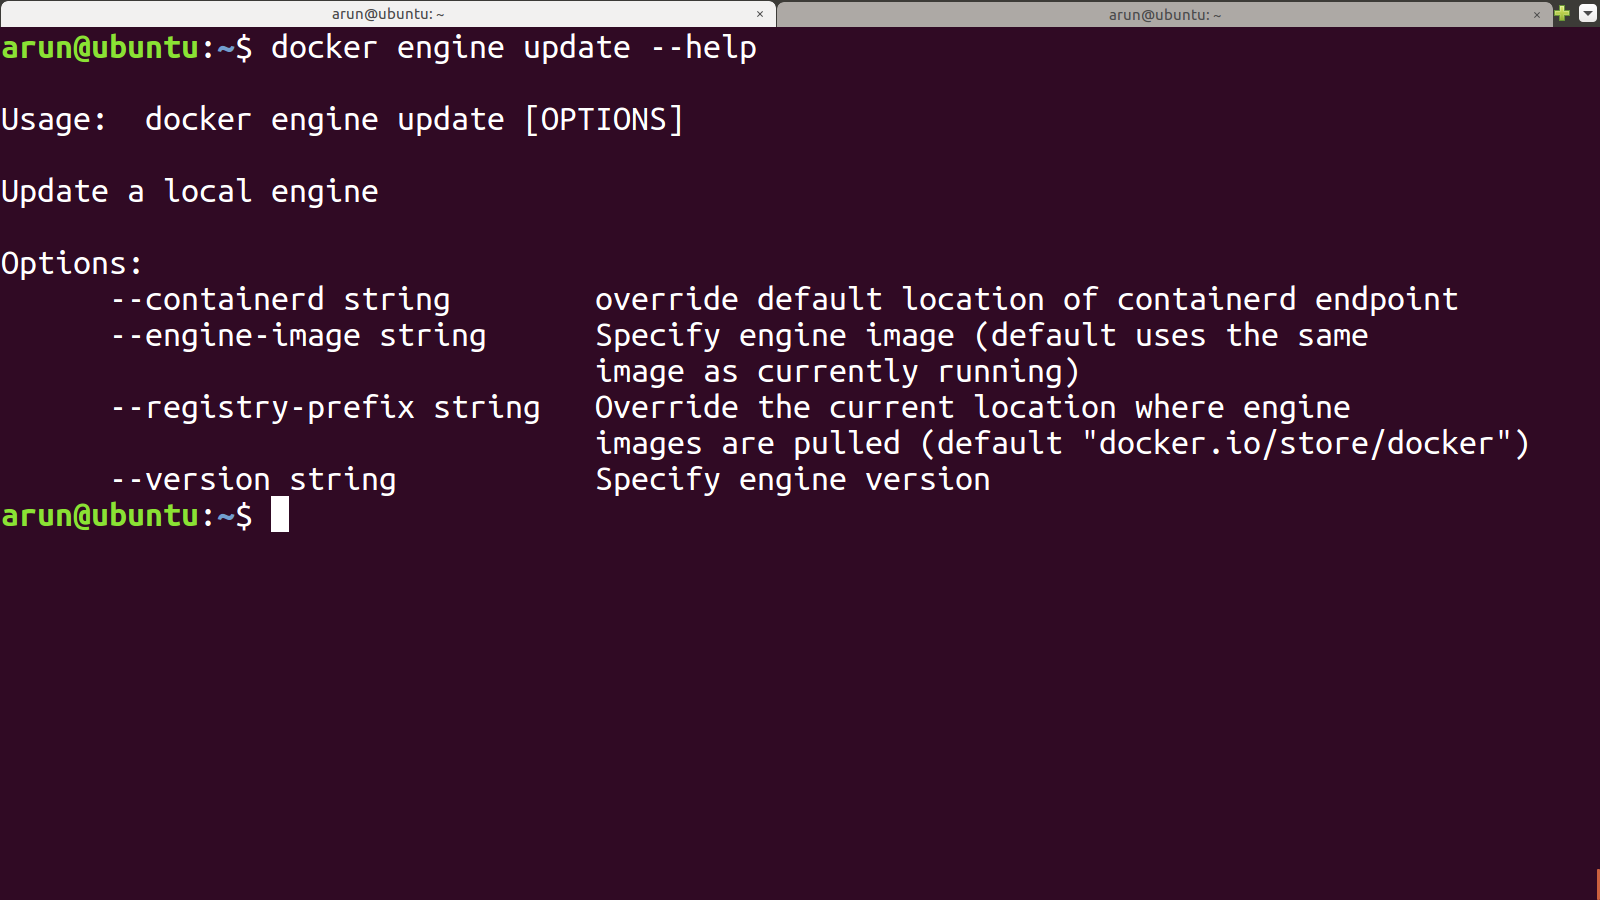 arun@ubuntu: ~ × arun@ubuntu: ~ ×
arun@ubuntu:~$ docker engine update --help
Usage:  docker engine update [OPTIONS]
Update a local engine
Options:
      --containerd string        override default location of containerd endpoint
      --engine-image string      Specify engine image (default uses the same
                                 image as currently running)
      --registry-prefix string   Override the current location where engine
                                 images are pulled (default "docker.io/store/docker")
      --version string           Specify engine version
arun@ubuntu:~$